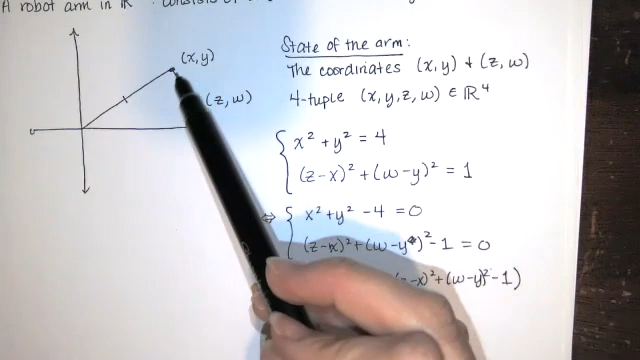 A robot arm in ℝ
(x,y)
(z,w)
State of the arm:
The coordinates (x,y) + (z,w)
4-tuple (x,y,z,w) ∈ ℝ⁴
{ x² + y² = 4
(z-x)² + (w-y)² = 1
⇔ { x² + y² - 4 = 0
(z-x)² + (w-y)² - 1 = 0
-x)² + (w-y)² - 1)